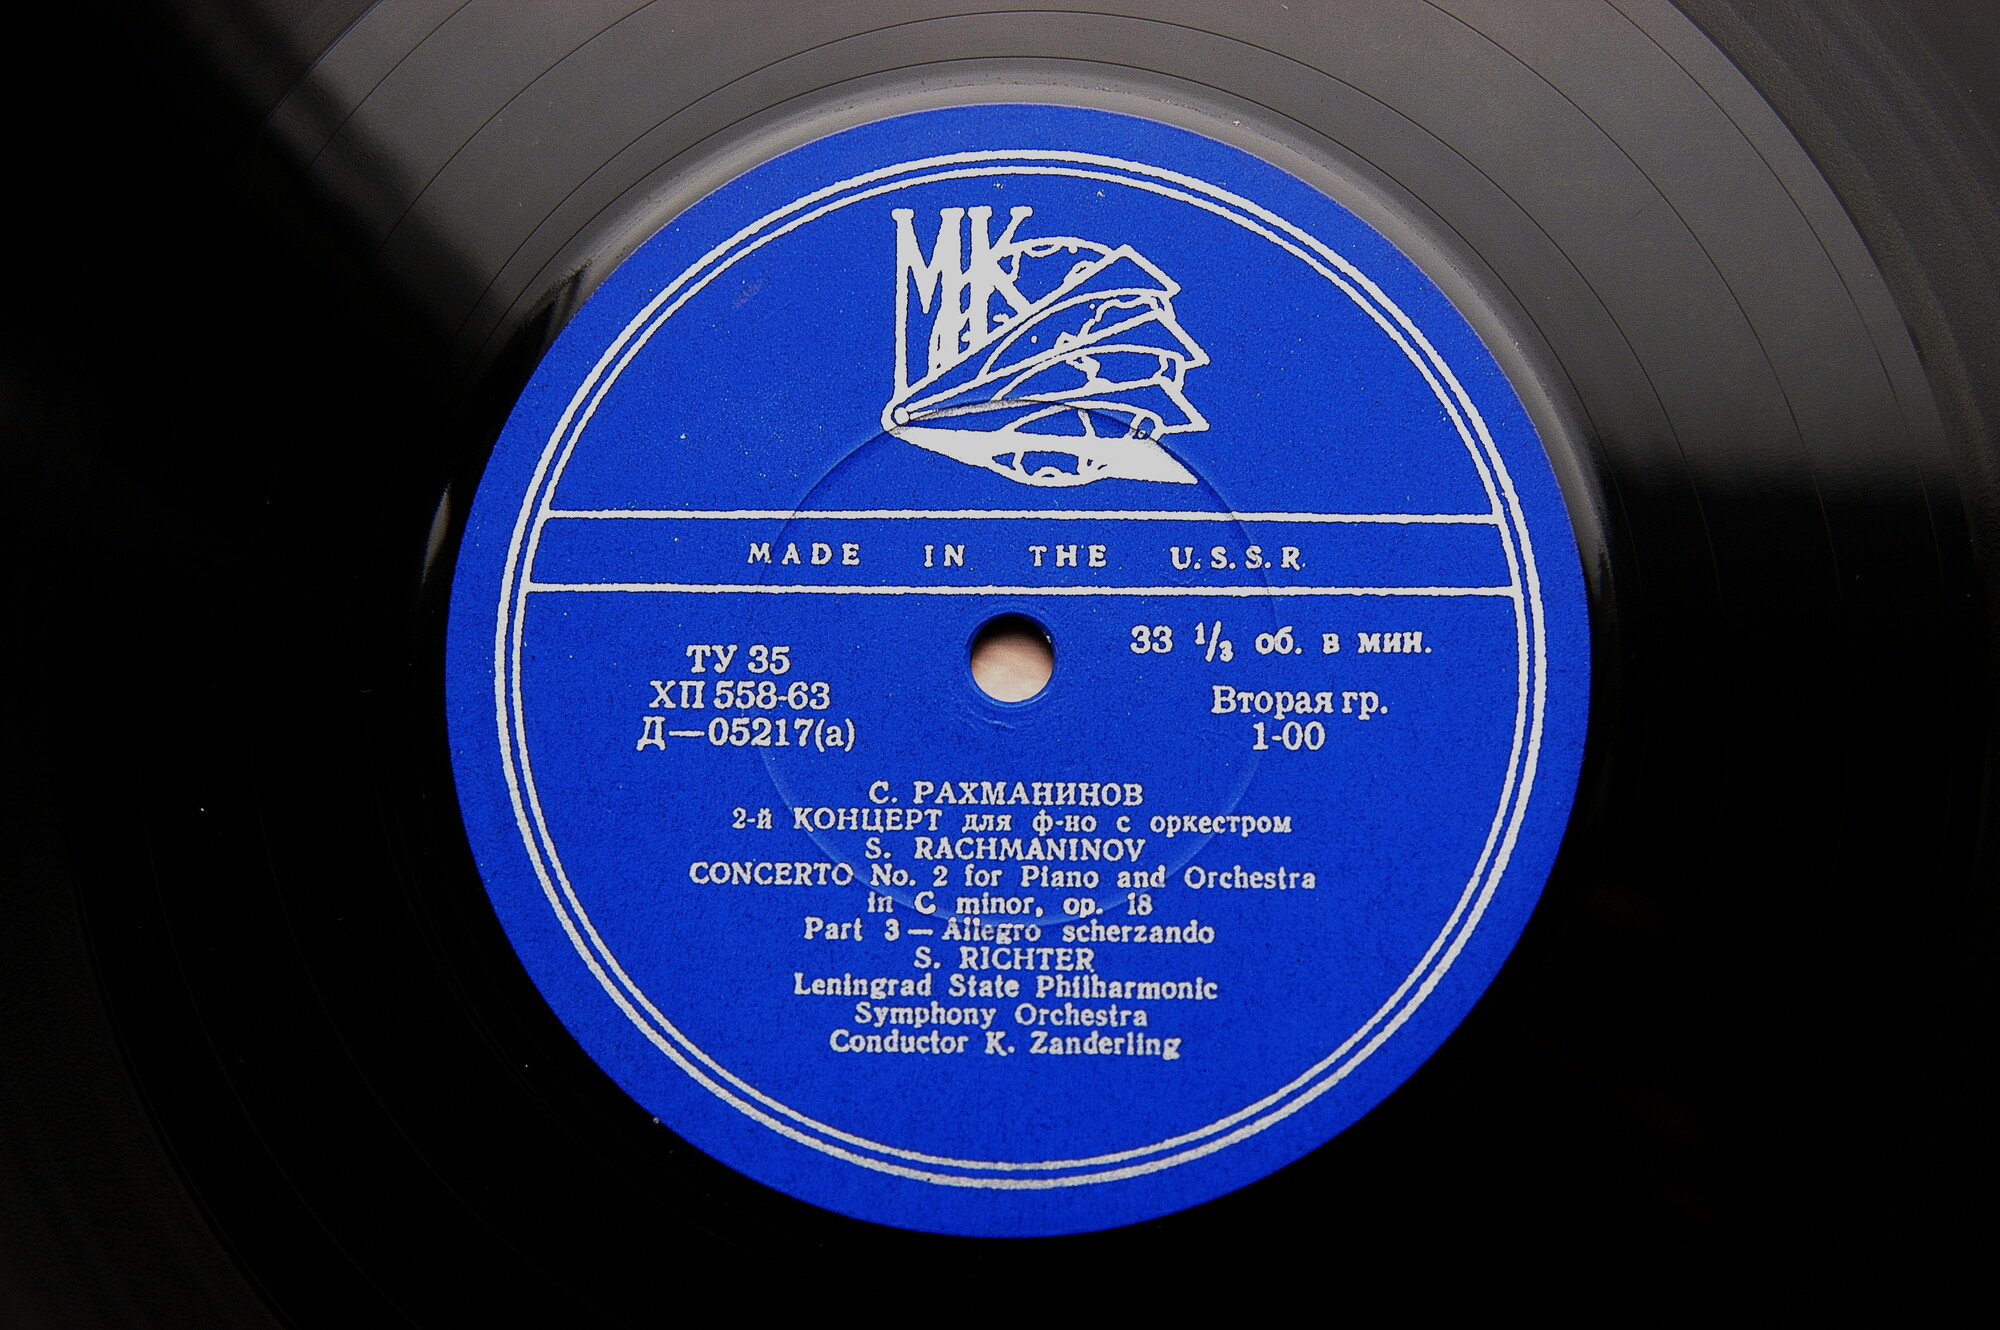 МК
MADE IN THE U.S.S.R.
ТУ 35
ХП 558-63
Д—05217(а)
33 1/3 об. в мин.
Вторая гр.
1-00
С. РАХМАНИНОВ
2-й КОНЦЕРТ для ф-но с оркестром
S. RACHMANINOV
CONCERTO No. 2 for Piano and Orchestra
in C minor, op. 18
Part 3 — Allegro scherzando
S. RICHTER
Leningrad State Philharmonic
Symphony Orchestra
Conductor K. Zanderling